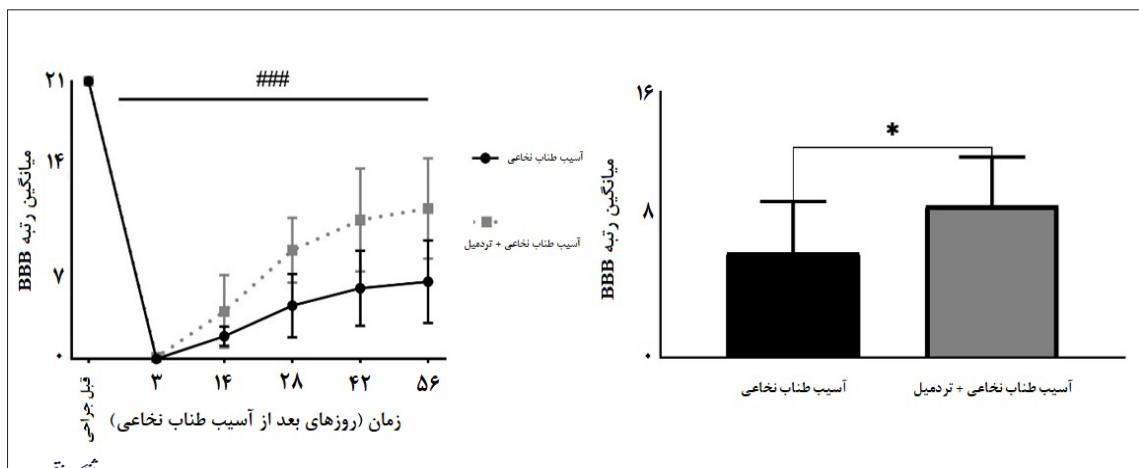 ###
۲۱
۱۴
۷
۰
میانگین رتبه BBB
قبل جراحی
۳
۱۴
۲۸
۴۲
۵۶
زمان (روزهای بعد از آسیب طناب نخاعی)
آسیب طناب نخاعی
آسیب طناب نخاعی + تردمیل
*
۱۶
۸
۰
میانگین رتبه BBB
آسیب طناب نخاعی
آسیب طناب نخاعی + تردمیل